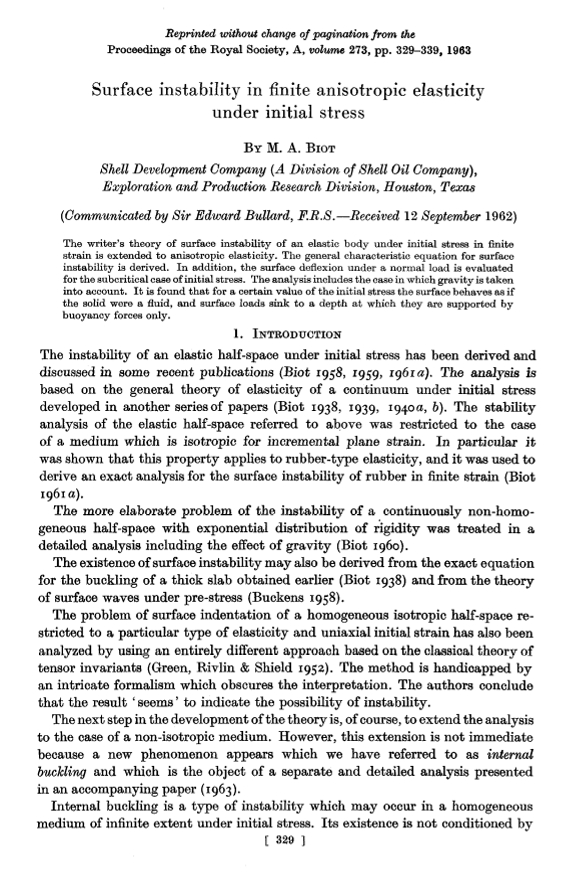 Reprinted without change of pagination from the
Proceedings of the Royal Society, A, volume 273, pp. 329–339, 1963
Surface instability in finite anisotropic elasticity
under initial stress
By M. A. Biot
Shell Development Company (A Division of Shell Oil Company),
Exploration and Production Research Division, Houston, Texas
(Communicated by Sir Edward Bullard, F.R.S.—Received 12 September 1962)
The writer's theory of surface instability of an elastic body under initial stress in finite
strain is extended to anisotropic elasticity. The general characteristic equation for surface
instability is derived. In addition, the surface deflexion under a normal load is evaluated
for the subcritical case of initial stress. The analysis includes the case in which gravity is taken
into account. It is found that for a certain value of the initial stress the surface behaves as if
the solid were a fluid, and surface loads sink to a depth at which they are supported by
buoyancy forces only.
1. Introduction
The instability of an elastic half-space under initial stress has been derived and
discussed in some recent publications (Biot 1958, 1959, 1961a). The analysis is
based on the general theory of elasticity of a continuum under initial stress
developed in another series of papers (Biot 1938, 1939, 1940a, b). The stability
analysis of the elastic half-space referred to above was restricted to the case
of a medium which is isotropic for incremental plane strain. In particular it
was shown that this property applies to rubber-type elasticity, and it was used to
derive an exact analysis for the surface instability of rubber in finite strain (Biot
1961a).
The more elaborate problem of the instability of a continuously non-homo-
geneous half-space with exponential distribution of rigidity was treated in a
detailed analysis including the effect of gravity (Biot 1960).
The existence of surface instability may also be derived from the exact equation
for the buckling of a thick slab obtained earlier (Biot 1938) and from the theory
of surface waves under pre-stress (Buckens 1958).
The problem of surface indentation of a homogeneous isotropic half-space re-
stricted to a particular type of elasticity and uniaxial initial strain has also been
analyzed by using an entirely different approach based on the classical theory of
tensor invariants (Green, Rivlin & Shield 1952). The method is handicapped by
an intricate formalism which obscures the interpretation. The authors conclude
that the result 'seems' to indicate the possibility of instability.
The next step in the development of the theory is, of course, to extend the analysis
to the case of a non-isotropic medium. However, this extension is not immediate
because a new phenomenon appears which we have referred to as internal
buckling and which is the object of a separate and detailed analysis presented
in an accompanying paper (1963).
Internal buckling is a type of instability which may occur in a homogeneous
medium of infinite extent under initial stress. Its existence is not conditioned by
[ 329 ]